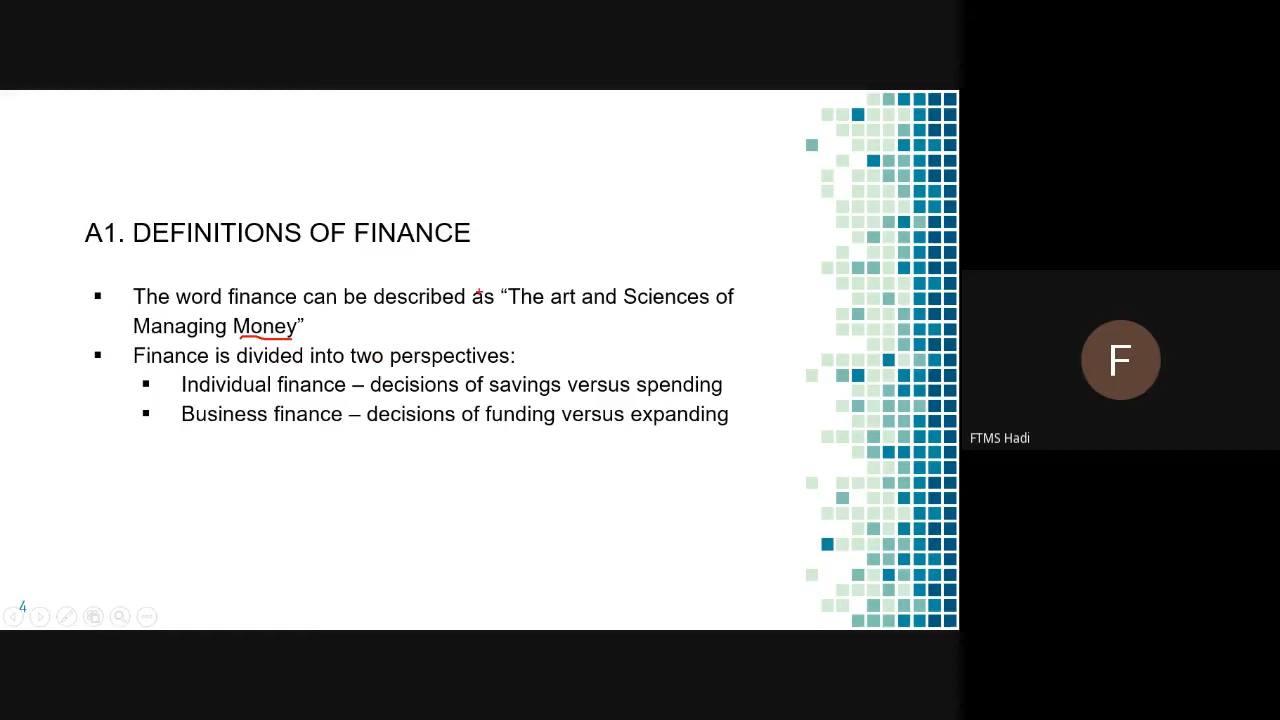 A1. DEFINITIONS OF FINANCE
▪ The word finance can be described as “The art and Sciences of
Managing Money”
▪ Finance is divided into two perspectives:
▪ Individual finance – decisions of savings versus spending
▪ Business finance – decisions of funding versus expanding
4
F
FTMS Hadi